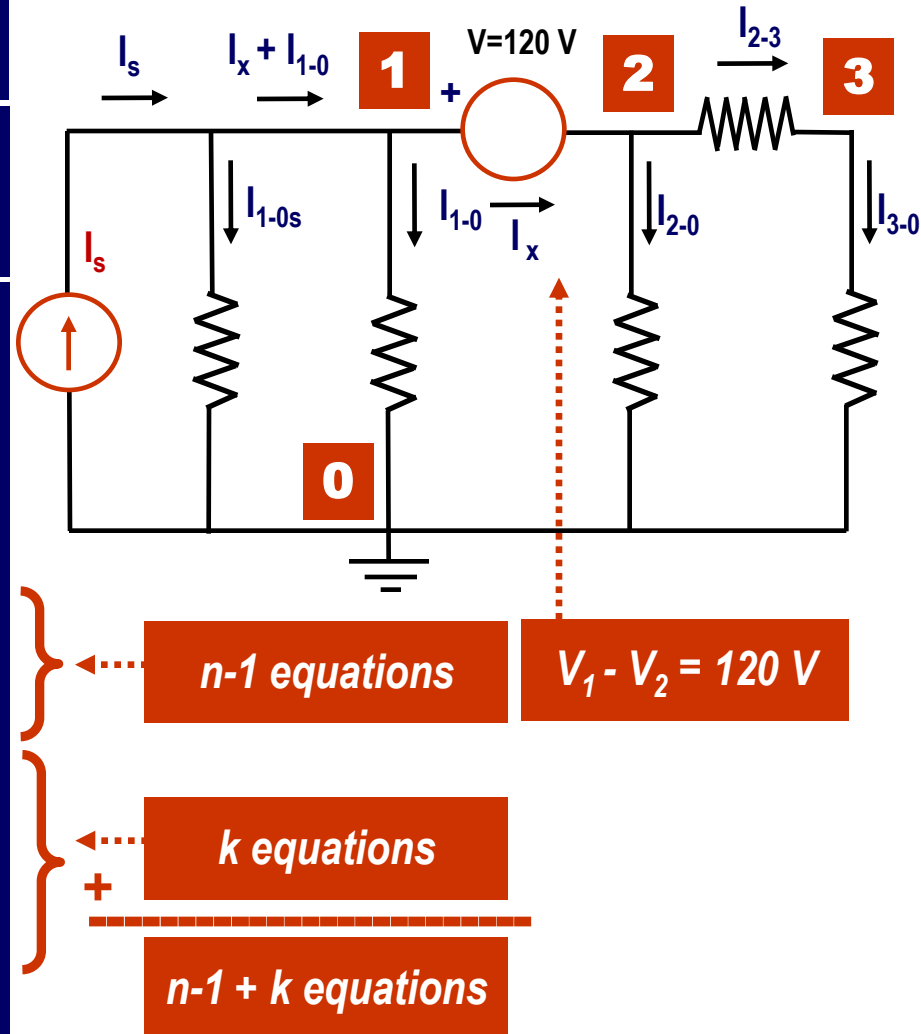 V=120 V
I2-3
Is
Ix + I1-0
1
+
2
3
I1-0s
I1-0
Ix
I2-0
I3-0
Is
0
n-1 equations
V1 - V2 = 120 V
k equations
+
n-1 + k equations